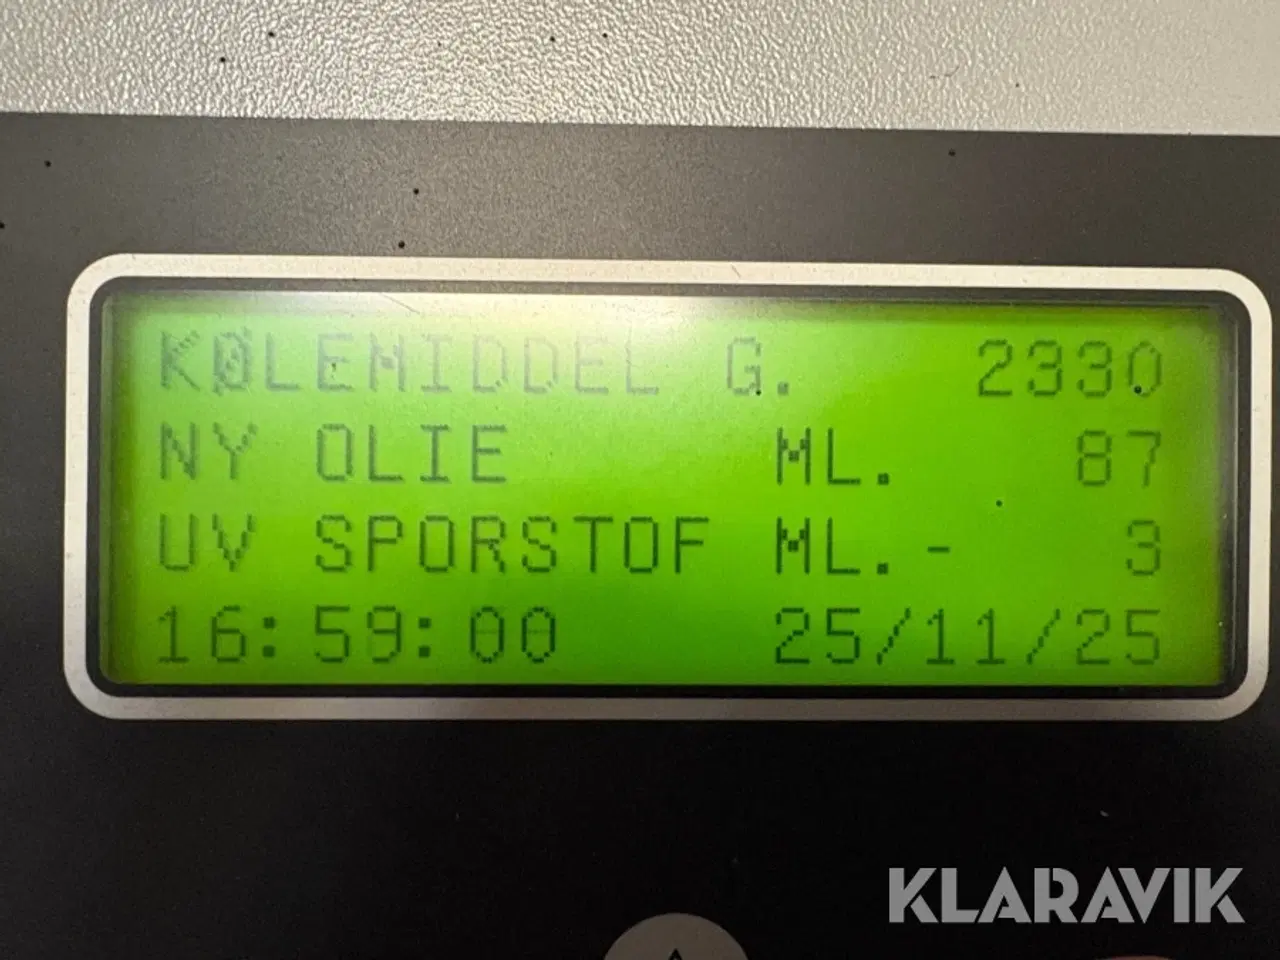 KØLEMIDDEL G. 2330
NY OLIE ML. 87
UV SPORSTOF ML.- 3
16:59:00 25/11/25
KLARAVIK